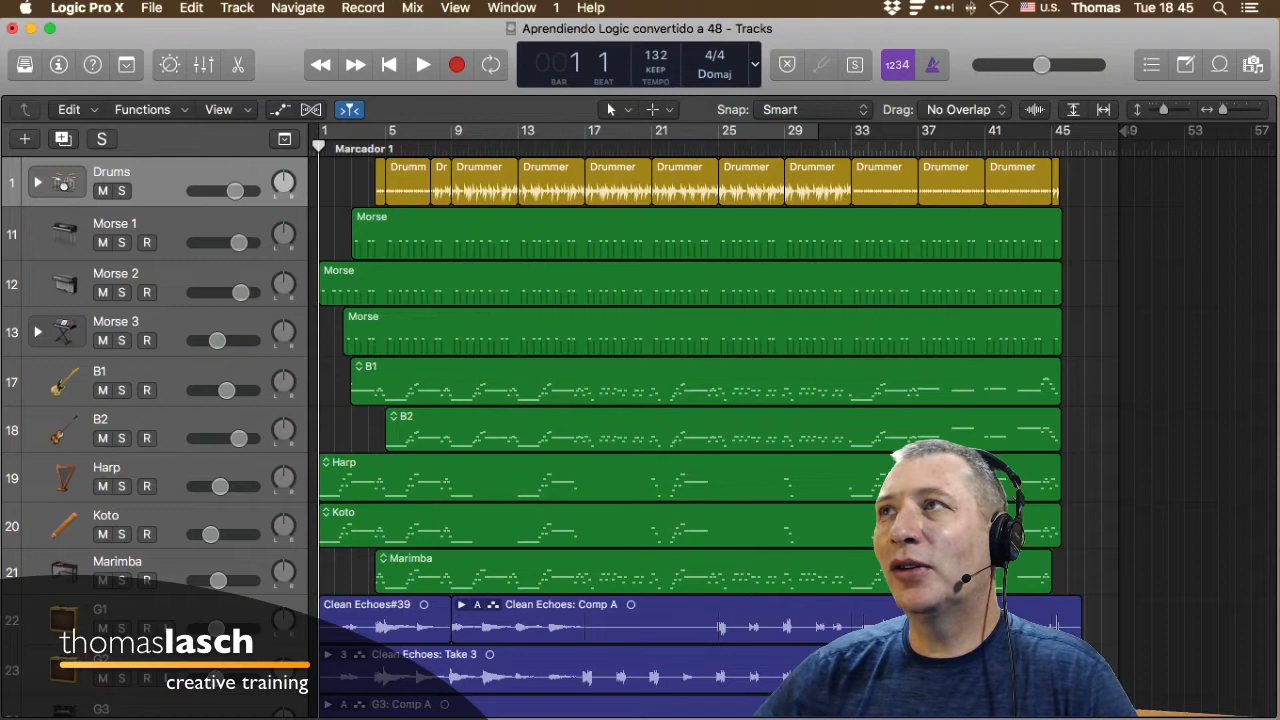 Logic Pro X File Edit Track Navigate Record Mix View Window 1 Help U.S. Thomas Tue 18 45
Aprendiendo Logic convertido a 48 - Tracks
001 1 132 4/4
KEEP Domaj
BAR BEAT TEMPO
S 1234
Edit Functions View Snap: Smart Drag: No Overlap
S 1 5 9 13 17 21 25 29 33 37 41 45 49 53 57
Marcador 1
1 Drums M S
Drumm Dr Drummer Drummer Drummer Drummer Drummer Drummer Drummer Drummer Drummer
11 Morse 1 M S R L R
Morse
12 Morse 2 M S R L R
Morse
13 Morse 3 M S R L R
Morse
17 B1 M S R L R
B1
18 B2 M S R L R
B2
19 Harp M S R L R
Harp
20 Koto M S R L R
Koto
21 Marimba M S R L R
Marimba
22 G1
Clean Echoes#39 A Clean Echoes: Comp A
23 G2
3 Clean Echoes: Take 3
G3
A G3: Comp A
thomaslasch
creative training